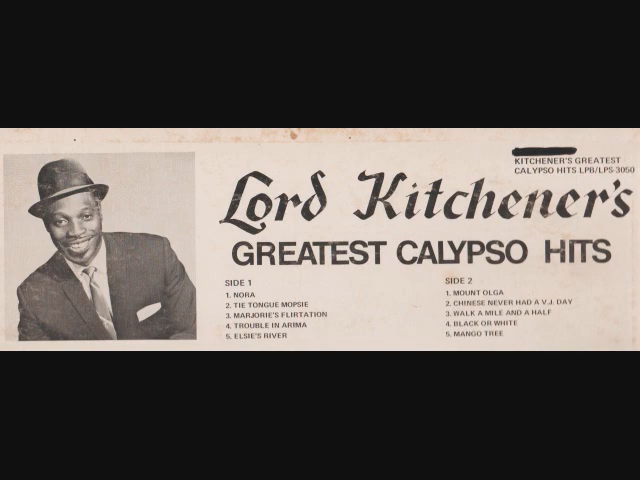 KITCHENER'S GREATEST
CALYPSO HITS LPB/LPS-3050
Lord Kitchener's
GREATEST CALYPSO HITS
SIDE 1
1. NORA
2. TIE TONGUE MOPSIE
3. MARJORIE'S FLIRTATION
4. TROUBLE IN ARIMA
5. ELSIE'S RIVER
SIDE 2
1. MOUNT OLGA
2. CHINESE NEVER HAD A V.J. DAY
3. WALK A MILE AND A HALF
4. BLACK OR WHITE
5. MANGO TREE